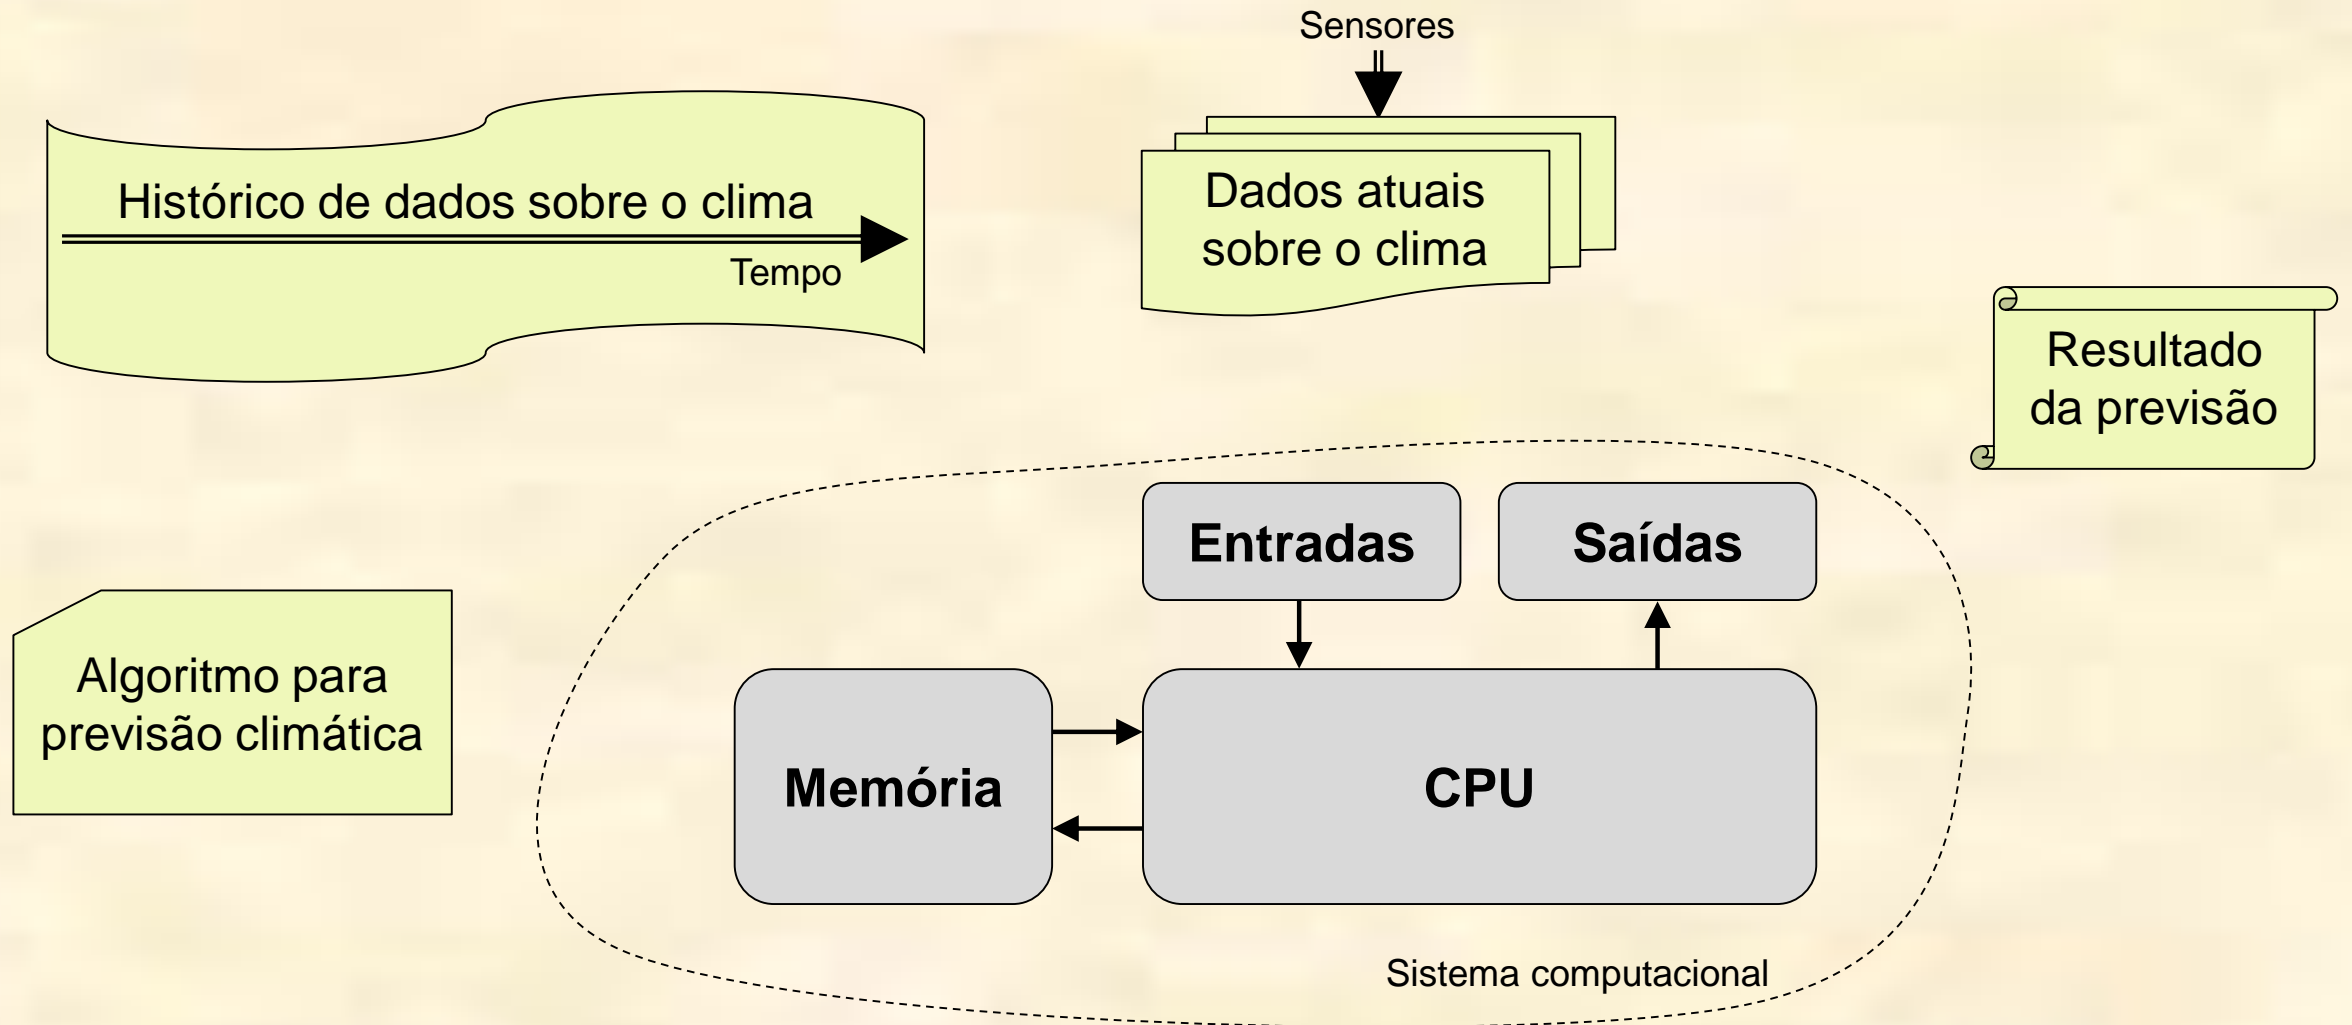 Sensores
Histórico de dados sobre o clima
Tempo
Dados atuais
sobre o clima
Resultado
da previsão
Entradas
Saídas
Algoritmo para
previsão climática
Memória
CPU
Sistema computacional